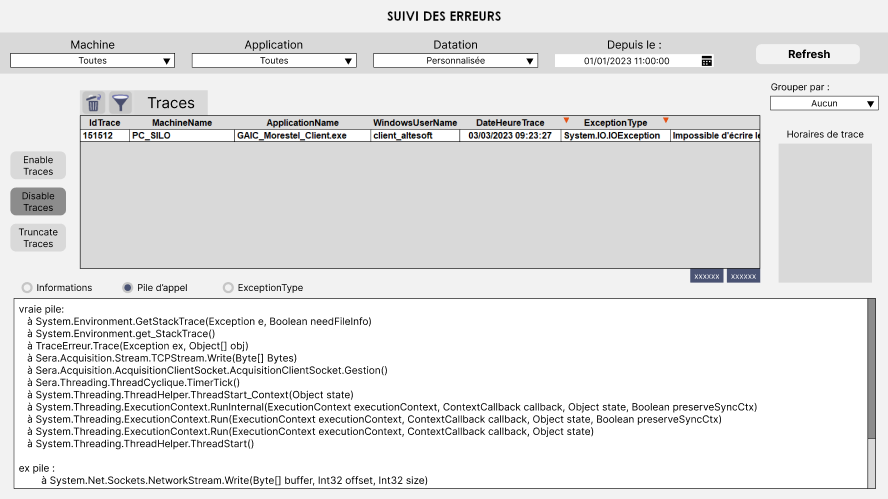 SUIVI DES ERREURS
Machine
Application
Datation
Depuis le :
Toutes
Toutes
Personnalisée
01/01/2023 11:00:00
Refresh
Grouper par :
Aucun
Traces
IdTrace MachineName ApplicationName WindowsUserName DateHeureTrace ExceptionType
151512 PC_SILO GAIC_Morestel_Client.exe client_altesoft 03/03/2023 09:23:27 System.IO.IOException Impossible d'écrire le
Horaires de trace
Enable
Traces
Disable
Traces
Truncate
Traces
xxxxxx xxxxxx
Informations
Pile d'appel
ExceptionType
vraie pile:
à System.Environment.GetStackTrace(Exception e, Boolean needFileInfo)
à System.Environment.get_StackTrace()
à TraceErreur.Trace(Exception ex, Object[] obj)
à Sera.Acquisition.Stream.TCPStream.Write(Byte[] Bytes)
à Sera.Acquisition.AcquisitionClientSocket.AcquisitionClientSocket.Gestion()
à Sera.Threading.ThreadCyclique.TimerTick()
à System.Threading.ThreadHelper.ThreadStart_Context(Object state)
à System.Threading.ExecutionContext.RunInternal(ExecutionContext executionContext, ContextCallback callback, Object state, Boolean preserveSyncCtx)
à System.Threading.ExecutionContext.Run(ExecutionContext executionContext, ContextCallback callback, Object state, Boolean preserveSyncCtx)
à System.Threading.ExecutionContext.Run(ExecutionContext executionContext, ContextCallback callback, Object state)
à System.Threading.ThreadHelper.ThreadStart()
ex pile :
à System.Net.Sockets.NetworkStream.Write(Byte[] buffer, Int32 offset, Int32 size)